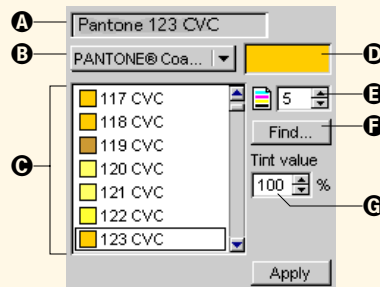 A
Pantone 123 CVC
B
PANTONE® Coa...
D
117 CVC
118 CVC
119 CVC
120 CVC
121 CVC
122 CVC
123 CVC
C
5
E
Find...
F
Tint value
100 %
G
Apply